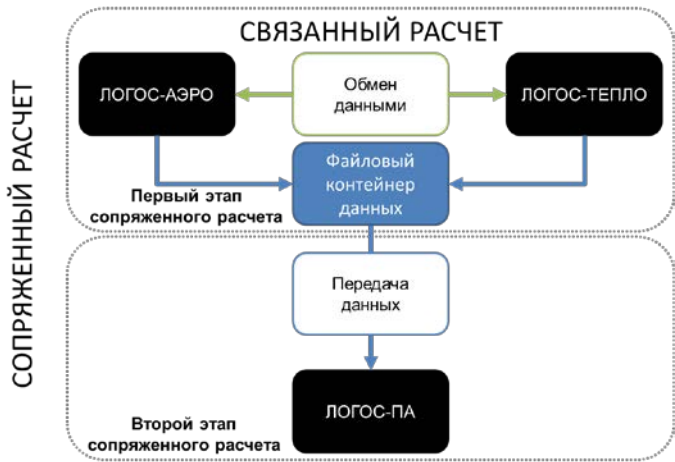 СВЯЗАННЫЙ РАСЧЕТ
СОПРЯЖЕННЫЙ РАСЧЕТ
ЛОГОС-АЭРО
Обмен
данными
ЛОГОС-ТЕПЛО
Файловый
контейнер
данных
Первый этап
сопряженного расчета
Передача
данных
ЛОГОС-ПА
Второй этап
сопряженного расчета